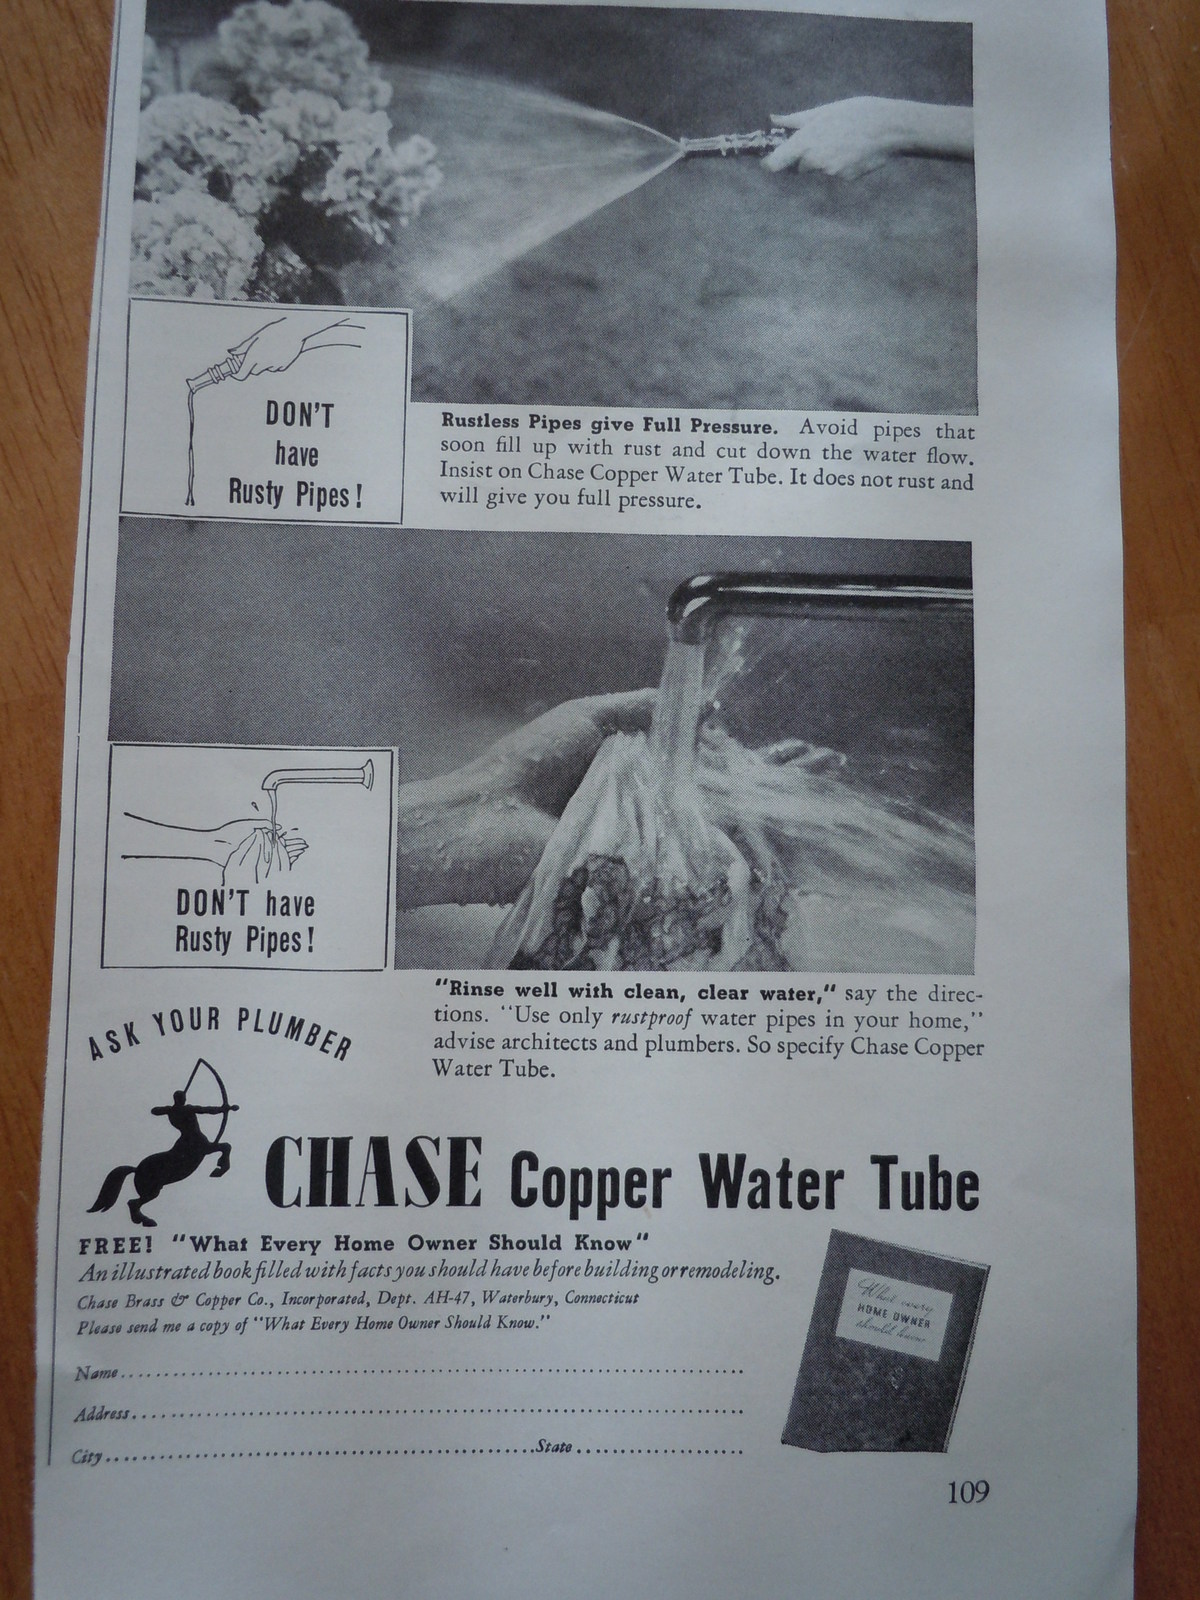 DON'T
have
Rusty Pipes!
Rustless Pipes give Full Pressure. Avoid pipes that
soon fill up with rust and cut down the water flow.
Insist on Chase Copper Water Tube. It does not rust and
will give you full pressure.
DON'T have
Rusty Pipes!
"Rinse well with clean, clear water," say the direc-
tions. "Use only rustproof water pipes in your home,"
advise architects and plumbers. So specify Chase Copper
Water Tube.
ASK YOUR PLUMBER
CHASE Copper Water Tube
FREE! "What Every Home Owner Should Know"
An illustrated book filled with facts you should have before building or remodeling.
Chase Brass & Copper Co., Incorporated, Dept. AH-47, Waterbury, Connecticut
Please send me a copy of "What Every Home Owner Should Know."
Name
Address
City State
What every
HOME OWNER
should know
109